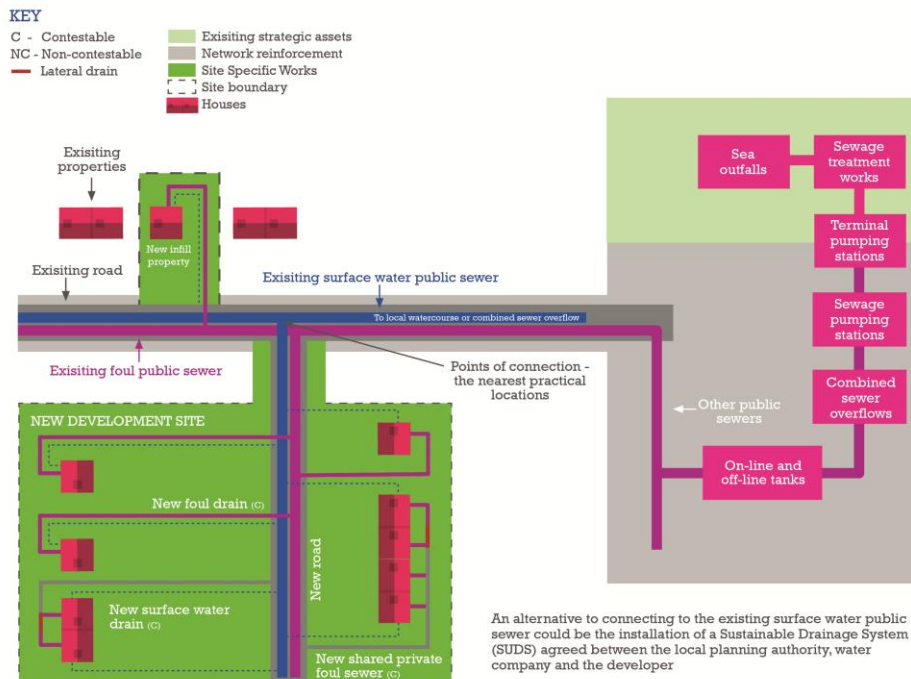 KEY
C - Contestable
NC - Non-contestable
Lateral drain
Exisiting strategic assets
Network reinforcement
Site Specific Works
Site boundary
Houses
Exisiting
properties
New infill
property
Exisiting road
Exisiting surface water public sewer
To local watercourse or combined sewer overflow
Exisiting foul public sewer
Points of connection -
the nearest practical
locations
NEW DEVELOPMENT SITE
New foul drain (C)
New road
New surface water
drain (C)
New shared private
foul sewer (C)
Sea
outfalls
Sewage
treatment
works
Terminal
pumping
stations
Sewage
pumping
stations
Combined
sewer
overflows
Other public
sewers
On-line and
off-line tanks
An alternative to connecting to the existing surface water public
sewer could be the installation of a Sustainable Drainage System
(SUDS) agreed between the local planning authority, water
company and the developer